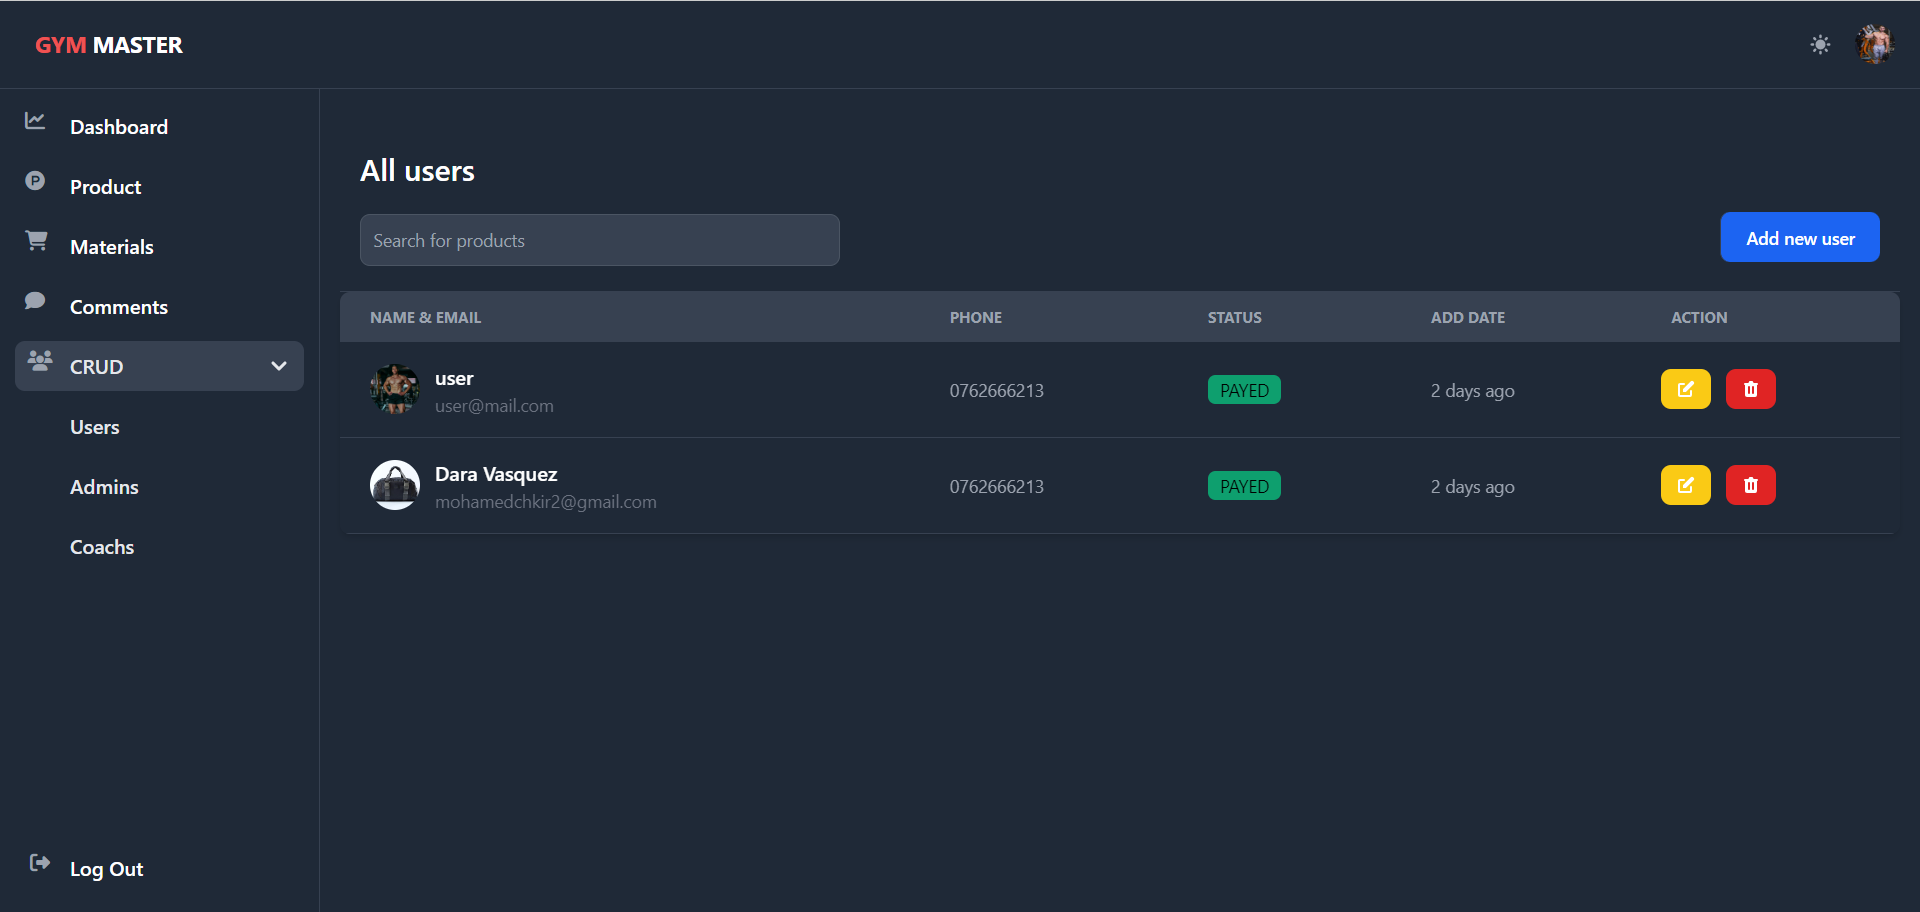 GYM MASTER
Dashboard
Product
Materials
Comments
CRUD
Users
Admins
Coachs
Log Out
All users
Search for products
Add new user
NAME & EMAIL PHONE STATUS ADD DATE ACTION
user
user@mail.com
0762666213 PAYED 2 days ago
Dara Vasquez
mohamedchkir2@gmail.com
0762666213 PAYED 2 days ago